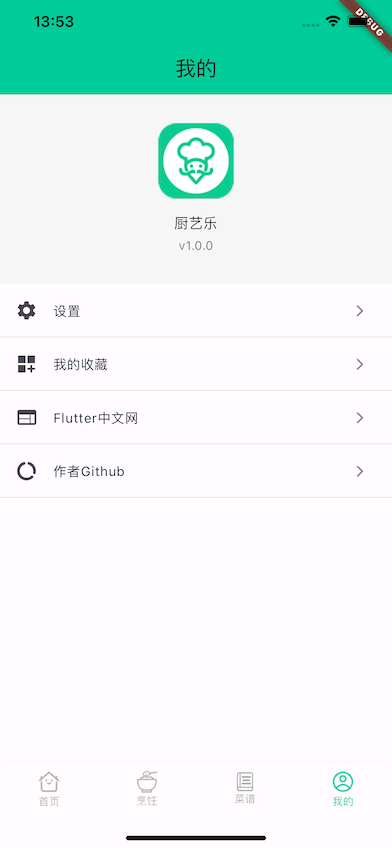 13:53
DEBUG
我的
厨艺乐
v1.0.0
设置
我的收藏
Flutter中文网
作者Github
首页
烹饪
菜谱
我的